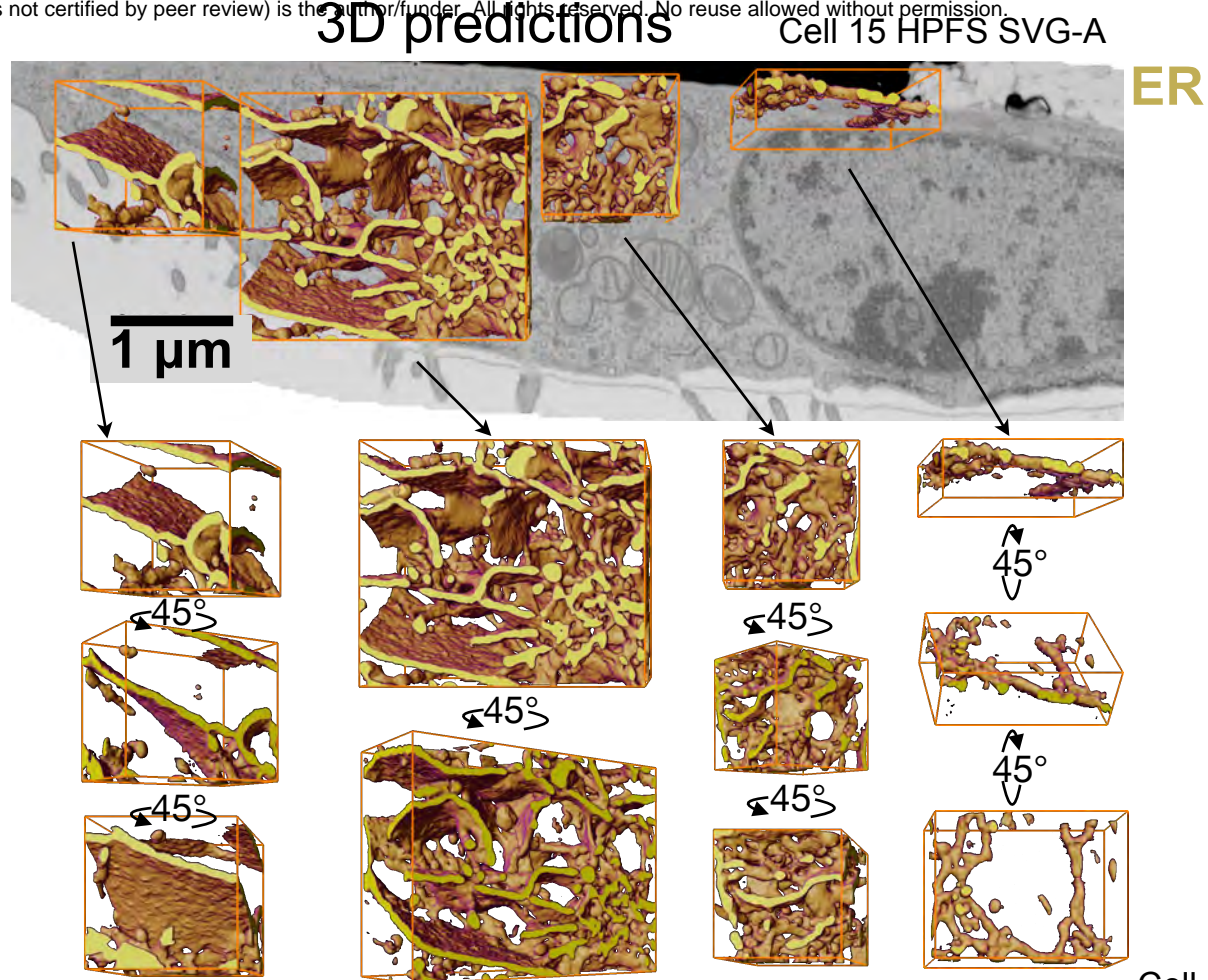 s not certified by peer review) is the author/funder. All rights reserved. No reuse allowed without permission.
3D predictions
Cell 15 HPFS SVG-A
ER
1 µm
45°
45°
45°
45°
45°
45°
45°
Cell